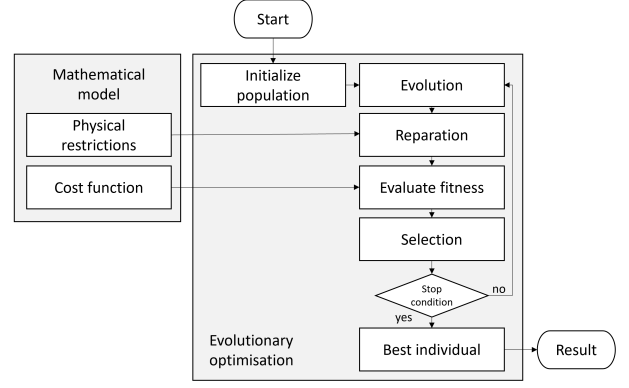 Start
Mathematical
model
Physical
restrictions
Cost function
Initialize
population
Evolution
Reparation
Evaluate fitness
Selection
Stop
condition
no
yes
Best individual
Result
Evolutionary
optimisation